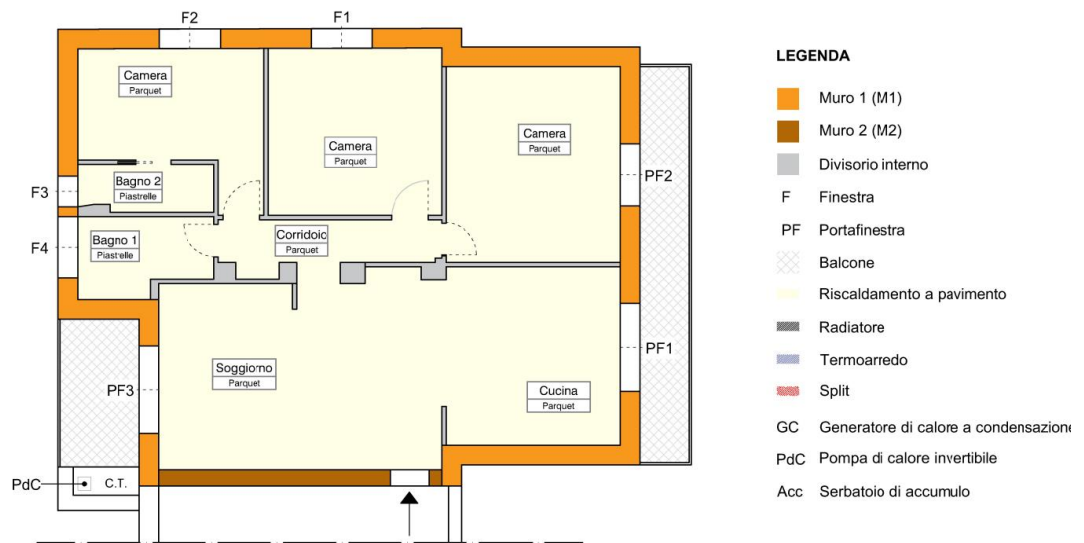 F2
F1
Camera
Parquet
Camera
Parquet
Camera
Parquet
F3
Bagno 2
Piastrelle
PF2
F4
Bagno 1
Piastrelle
Corridoio
Parquet
PF1
PF3
Soggiorno
Parquet
Cucina
Parquet
PdC
C.T.
LEGENDA
Muro 1 (M1)
Muro 2 (M2)
Divisorio interno
F Finestra
PF Portafinestra
Balcone
Riscaldamento a pavimento
Radiatore
Termoarredo
Split
GC Generatore di calore a condensazione
PdC Pompa di calore invertibile
Acc Serbatoio di accumulo